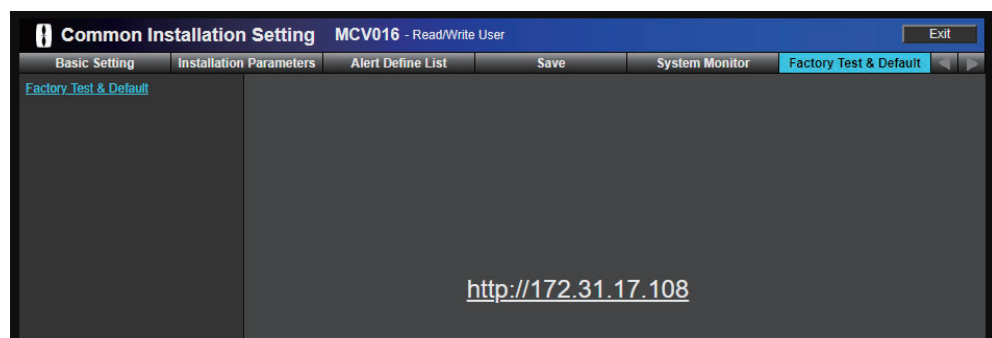 Common Installation Setting MCV016 - Read/Write User Exit
Basic Setting Installation Parameters Alert Define List Save System Monitor Factory Test & Default
Factory Test & Default
http://172.31.17.108